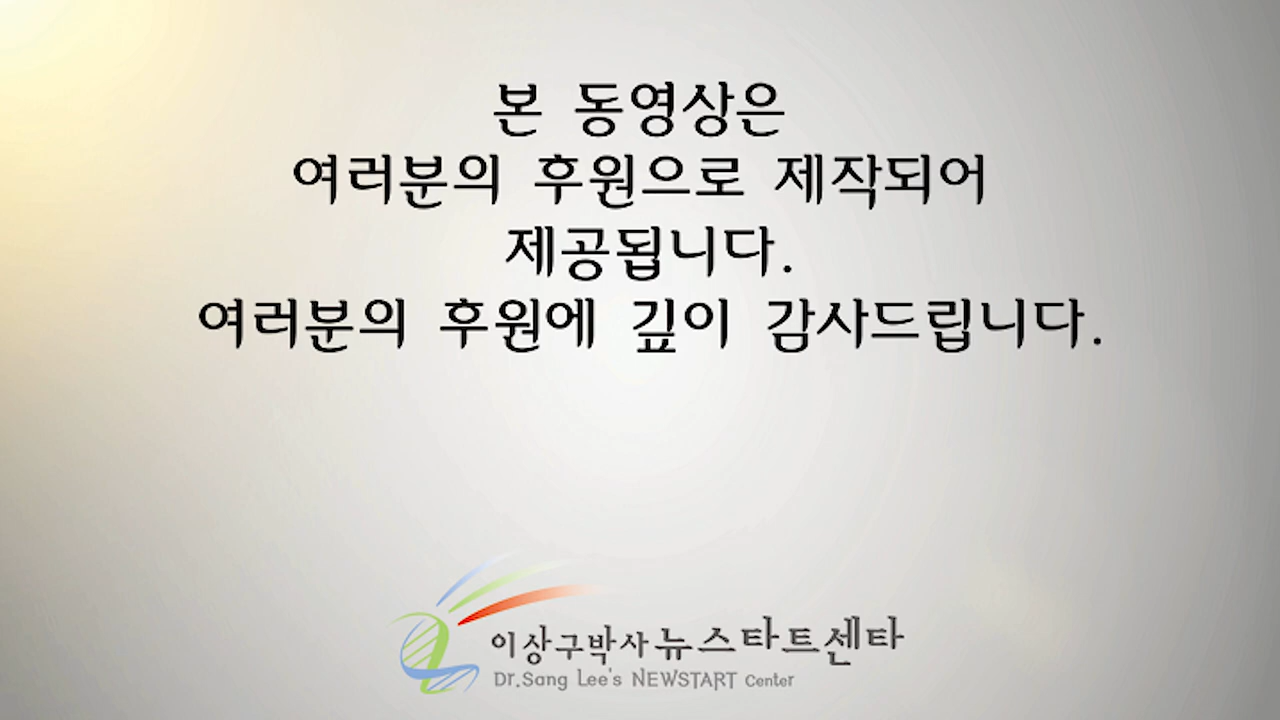 본 동영상은
여러분의 후원으로 제작되어
제공됩니다.
여러분의 후원에 깊이 감사드립니다.
이상구박사 뉴스타트센타
Dr.Sang Lee's NEWSTART Center